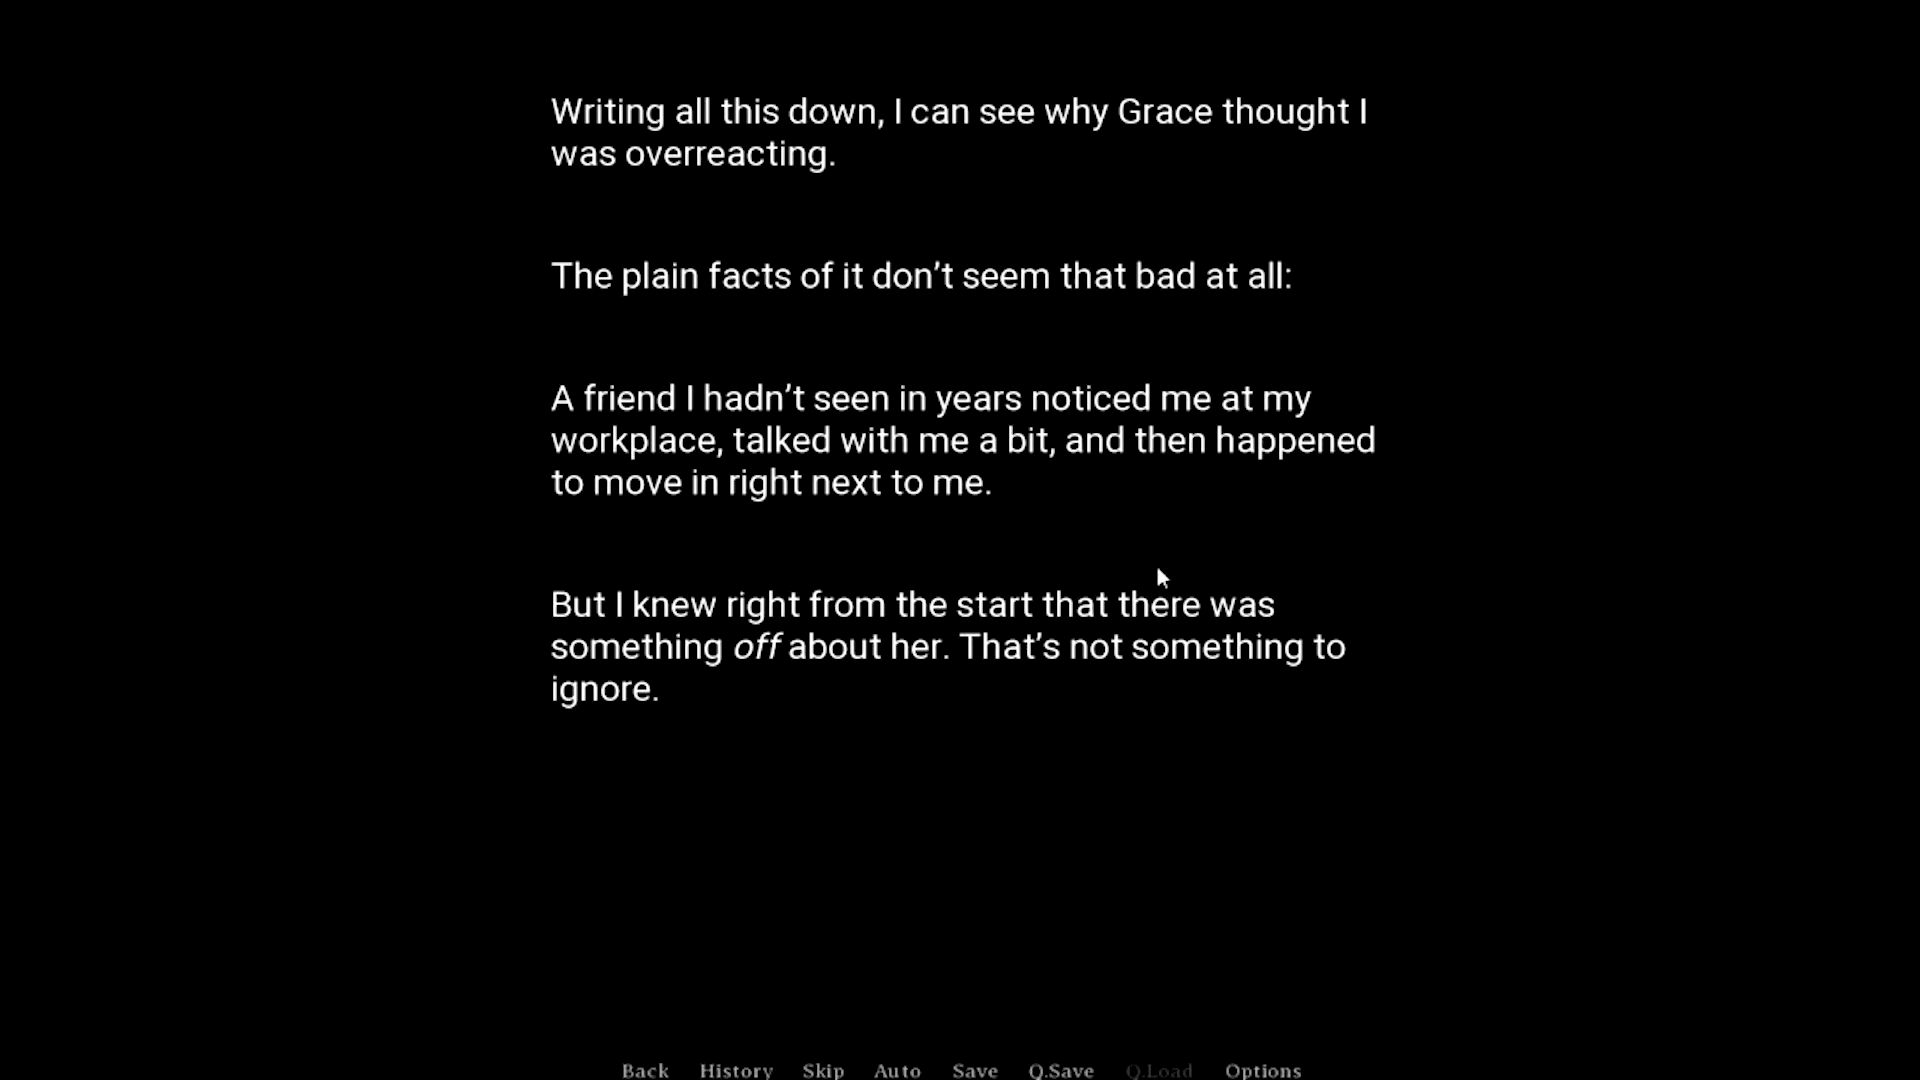 Writing all this down, I can see why Grace thought I
was overreacting.
The plain facts of it don’t seem that bad at all:
A friend I hadn’t seen in years noticed me at my
workplace, talked with me a bit, and then happened
to move in right next to me.
But I knew right from the start that there was
something off about her. That’s not something to
ignore.
Back History Skip Auto Save Q.Save Q.Load Options